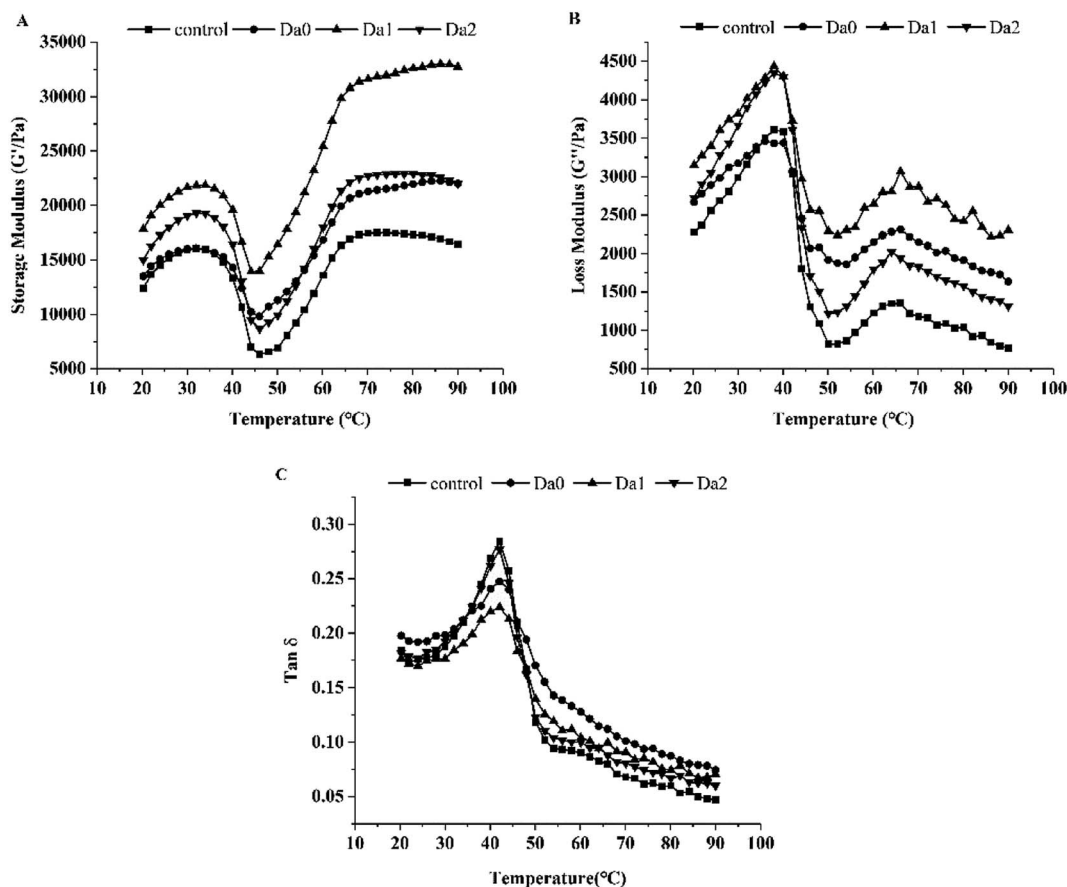 A
control Da0 Da1 Da2
35000
30000
25000
20000
15000
10000
5000
Storage Modulus (G'/Pa)
10 20 30 40 50 60 70 80 90 100
Temperature (°C)
B
control Da0 Da1 Da2
4500
4000
3500
3000
2500
2000
1500
1000
500
Loss Modulus (G''/Pa)
10 20 30 40 50 60 70 80 90 100
Temperature (°C)
C
control Da0 Da1 Da2
0.30
0.25
0.20
0.15
0.10
0.05
Tan δ
10 20 30 40 50 60 70 80 90 100
Temperature(°C)